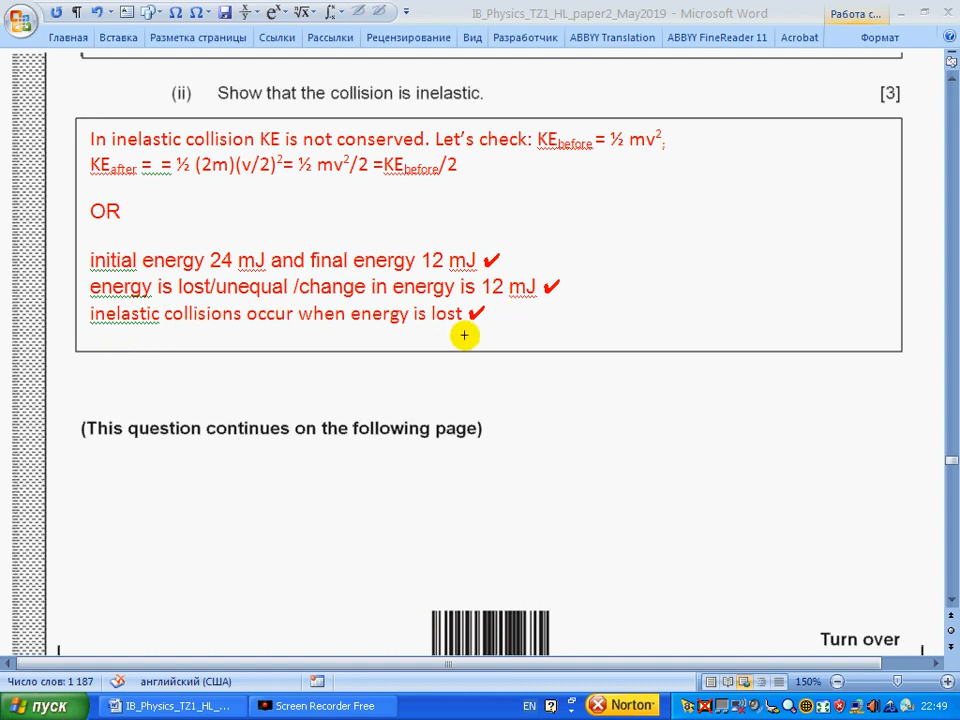 IB_Physics_TZ1_HL_paper2_May2019 - Microsoft Word
Работа с...
Главная Вставка Разметка страницы Ссылки Рассылки Рецензирование Вид Разработчик ABBYY Translation ABBYY FineReader 11 Acrobat Формат
(ii) Show that the collision is inelastic. [3]
In inelastic collision KE is not conserved. Let’s check: KEbefore = ½ mv²;
KEafter = = ½ (2m)(v/2)²= ½ mv²/2 =KEbefore/2
OR
initial energy 24 mJ and final energy 12 mJ ✔
energy is lost/unequal /change in energy is 12 mJ ✔
inelastic collisions occur when energy is lost ✔
(This question continues on the following page)
Turn over
Число слов: 1 187 английский (США) 150%
пуск IB_Physics_TZ1_HL_... Screen Recorder Free EN Norton 22:49